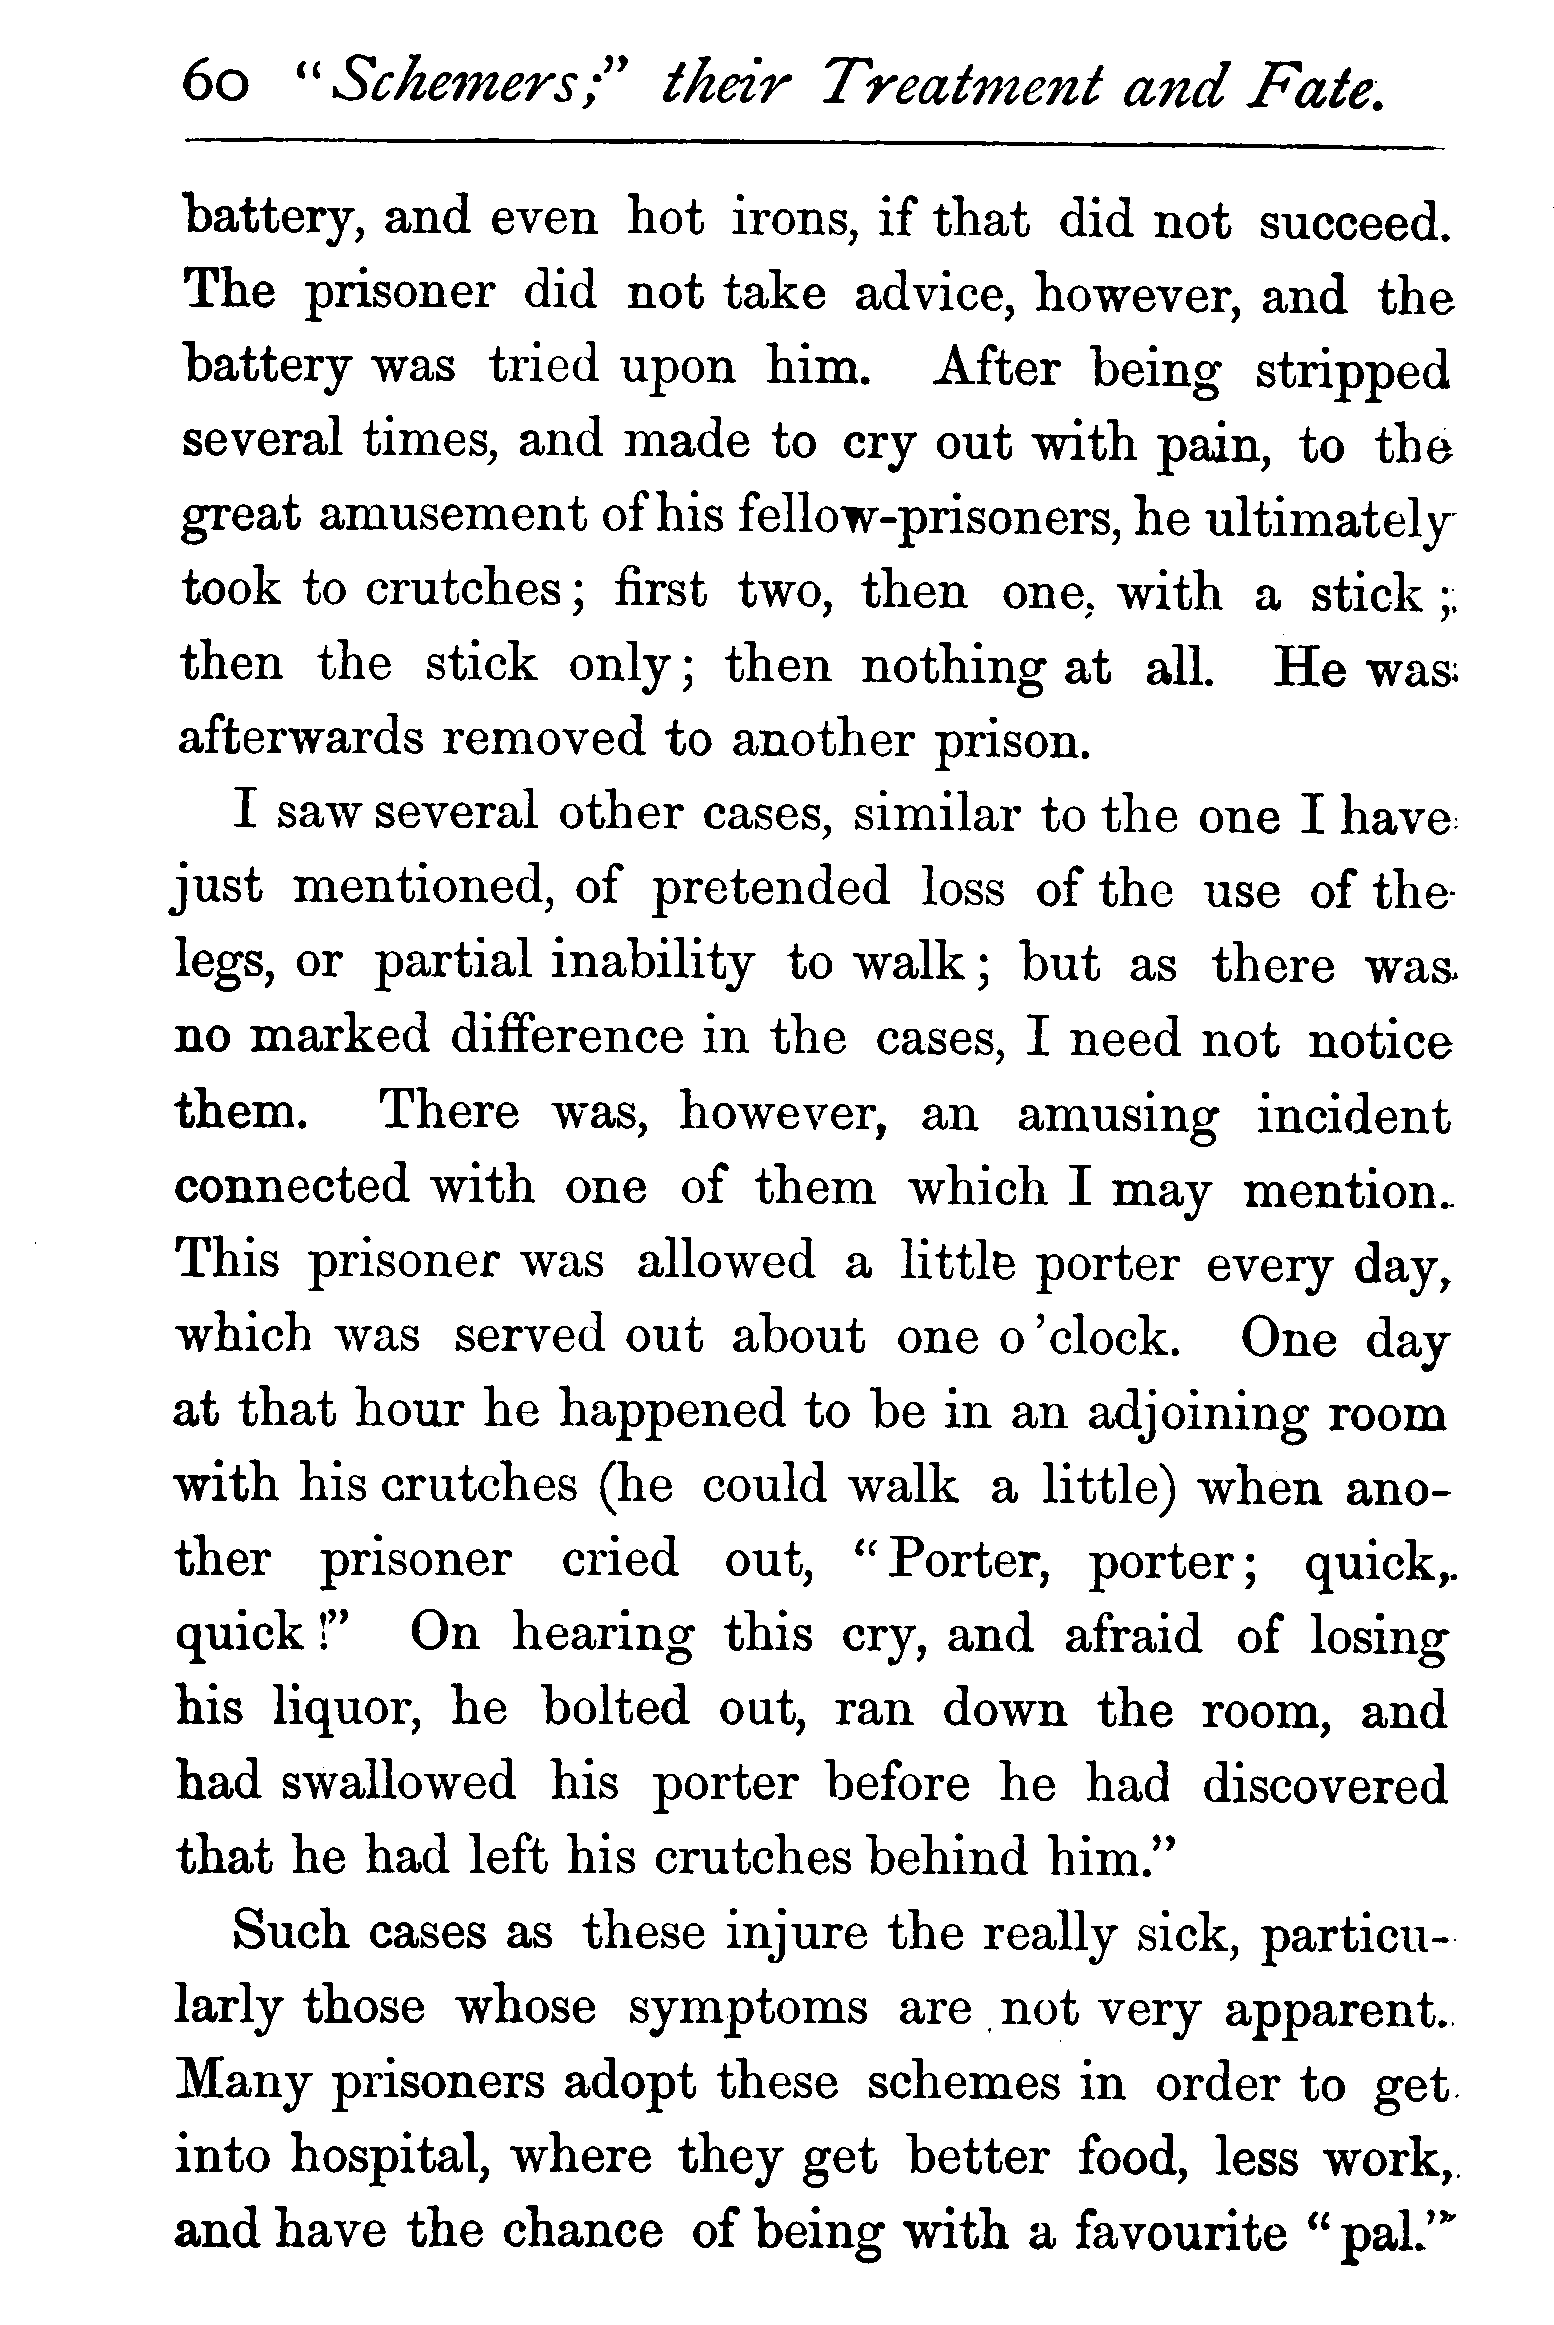 60 "Schemers;" their Treatment and Fate.
battery, and even hot irons, if that did not succeed.
The prisoner did not take advice, however, and the
battery was tried upon him. After being stripped
several times, and made to cry out with pain, to the
great amusement of his fellow-prisoners, he ultimately
took to crutches; first two, then one, with a stick;
then the stick only; then nothing at all. He was
afterwards removed to another prison.
I saw several other cases, similar to the one I have
just mentioned, of pretended loss of the use of the
legs, or partial inability to walk; but as there was
no marked difference in the cases, I need not notice
them. There was, however, an amusing incident
connected with one of them which I may mention.
This prisoner was allowed a little porter every day,
which was served out about one o'clock. One day
at that hour he happened to be in an adjoining room
with his crutches (he could walk a little) when ano-
ther prisoner cried out, "Porter, porter; quick,
quick!" On hearing this cry, and afraid of losing
his liquor, he bolted out, ran down the room, and
had swallowed his porter before he had discovered
that he had left his crutches behind him."
Such cases as these injure the really sick, particu-
larly those whose symptoms are not very apparent.
Many prisoners adopt these schemes in order to get
into hospital, where they get better food, less work,
and have the chance of being with a favourite "pal."